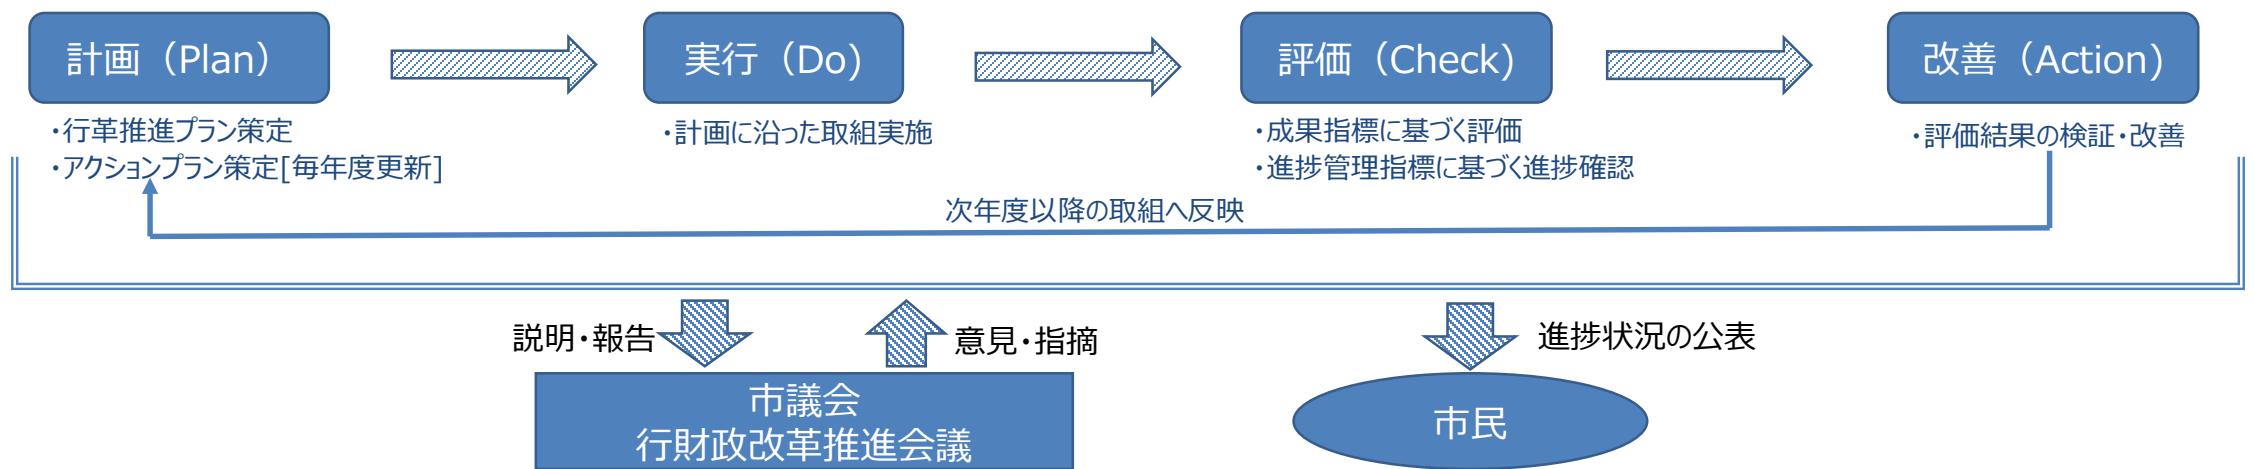 計画（Plan）
実行（Do）
評価（Check）
改善（Action）
・行革推進プラン策定
・アクションプラン策定[毎年度更新]
・計画に沿った取組実施
・成果指標に基づく評価
・進捗管理指標に基づく進捗確認
・評価結果の検証・改善
次年度以降の取組へ反映
説明・報告
意見・指摘
進捗状況の公表
市議会
行財政改革推進会議
市民